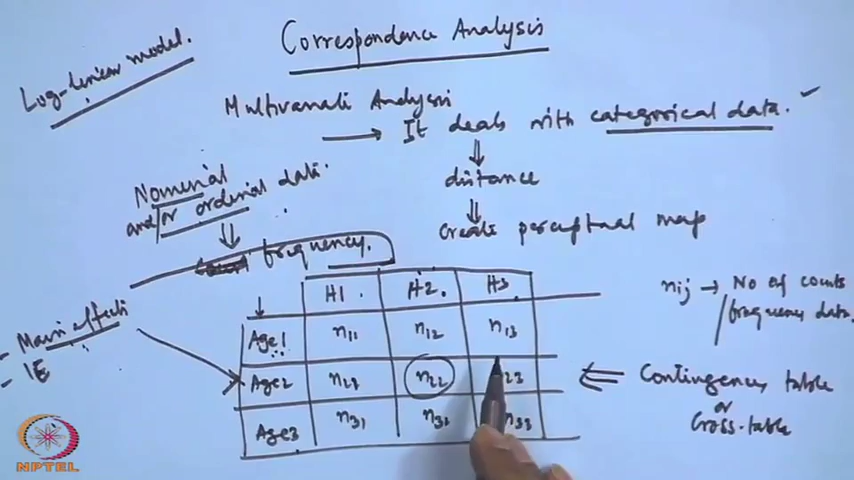 Correspondence Analysis
Log-linear model.
Multivariate Analysis
It deals with categorical data.
distance
create perceptual map
Nominal
and/or ordinal data.
frequency.
H1 H2 H3
Age1 n11 n12 n13
Age2 n22
Age3 n31 n33
nij → No of counts
frequency data.
Contingency table
or
Cross-table
- Main effects
- IE
NPTEL